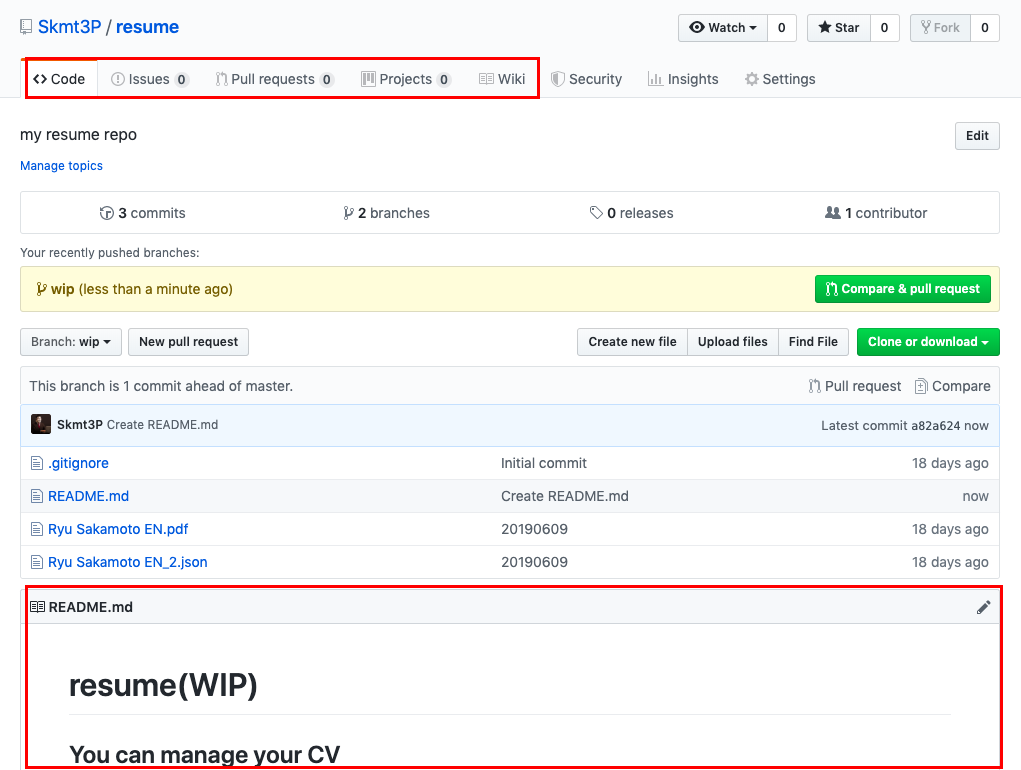 Skmt3P / resume
Watch 0 Star 0 Fork 0
Code Issues 0 Pull requests 0 Projects 0 Wiki Security Insights Settings
my resume repo
Edit
Manage topics
3 commits 2 branches 0 releases 1 contributor
Your recently pushed branches:
wip (less than a minute ago) Compare & pull request
Branch: wip New pull request Create new file Upload files Find File Clone or download
This branch is 1 commit ahead of master. Pull request Compare
Skmt3P Create README.md Latest commit a82a624 now
.gitignore Initial commit 18 days ago
README.md Create README.md now
Ryu Sakamoto EN.pdf 20190609 18 days ago
Ryu Sakamoto EN_2.json 20190609 18 days ago
README.md
resume(WIP)
You can manage your CV